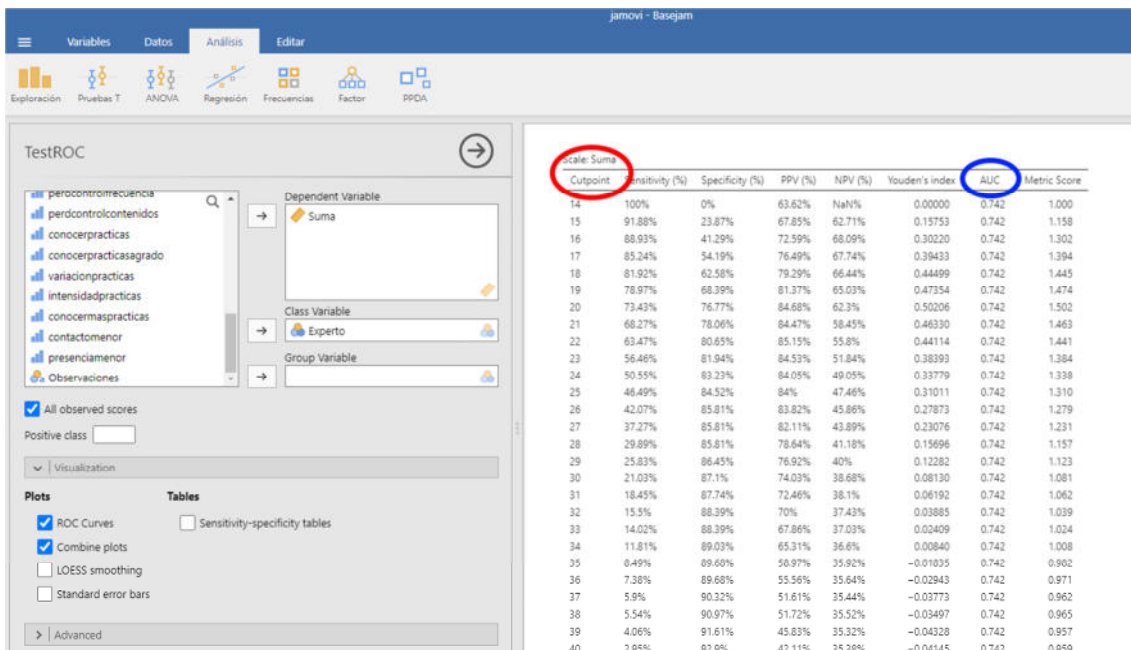 jamovi - Basejam
Variables Datos Análisis Editar
Exploración Pruebas T ANOVA Regresión Frecuencias Factor PPDA
TestROC
perdcontrolfrecuencia
perdcontrolcontenidos
conocerpracticas
conocerpracticasagrado
variacionpracticas
intensidadpracticas
conocermaspracticas
contactomenor
presenciamenor
Observaciones
Dependent Variable
Suma
Class Variable
Experto
Group Variable
All observed scores
Positive class
Visualization
Plots Tables
ROC Curves Sensitivity-specificity tables
Combine plots
LOESS smoothing
Standard error bars
Advanced
Scale: Suma
Cutpoint Sensitivity (%) Specificity (%) PPV (%) NPV (%) Youden's index AUC Metric Score
14 100% 0% 63.62% NaN% 0.00000 0.742 1.000
15 91.88% 23.87% 67.85% 62.71% 0.15753 0.742 1.158
16 88.93% 41.29% 72.59% 68.09% 0.30220 0.742 1.302
17 85.24% 54.19% 76.49% 67.74% 0.39433 0.742 1.394
18 81.92% 62.58% 79.29% 66.44% 0.44499 0.742 1.445
19 78.97% 68.39% 81.37% 65.03% 0.47354 0.742 1.474
20 73.43% 76.77% 84.68% 62.3% 0.50206 0.742 1.502
21 68.27% 78.06% 84.47% 58.45% 0.46330 0.742 1.463
22 63.47% 80.65% 85.15% 55.8% 0.44114 0.742 1.441
23 56.46% 81.94% 84.53% 51.84% 0.38393 0.742 1.384
24 50.55% 83.23% 84.05% 49.05% 0.33779 0.742 1.338
25 46.49% 84.52% 84% 47.46% 0.31011 0.742 1.310
26 42.07% 85.81% 83.82% 45.86% 0.27873 0.742 1.279
27 37.27% 85.81% 82.11% 43.89% 0.23076 0.742 1.231
28 29.89% 85.81% 78.64% 41.18% 0.15696 0.742 1.157
29 25.83% 86.45% 76.92% 40% 0.12282 0.742 1.123
30 21.03% 87.1% 74.03% 38.68% 0.08130 0.742 1.081
31 18.45% 87.74% 72.46% 38.1% 0.06192 0.742 1.062
32 15.5% 88.39% 70% 37.43% 0.03885 0.742 1.039
33 14.02% 88.39% 67.86% 37.03% 0.02409 0.742 1.024
34 11.81% 89.03% 65.31% 36.6% 0.00840 0.742 1.008
35 8.49% 89.68% 58.97% 35.92% −0.01835 0.742 0.982
36 7.38% 89.68% 55.56% 35.64% −0.02943 0.742 0.971
37 5.9% 90.32% 51.61% 35.44% −0.03773 0.742 0.962
38 5.54% 90.97% 51.72% 35.52% −0.03497 0.742 0.965
39 4.06% 91.61% 45.83% 35.32% −0.04328 0.742 0.957
40 2.95% 92.9% 42.11% 35.38% −0.04145 0.742 0.959